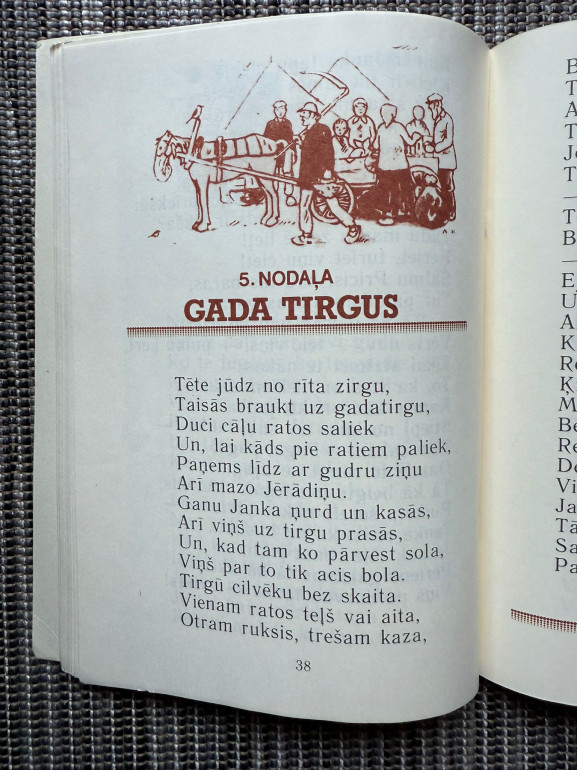 5. NODAĻA
GADA TIRGUS
Tēte jūdz no rīta zirgu,
Taisās braukt uz gadatirgu,
Duci cāļu ratos saliek
Un, lai kāds pie ratiem paliek,
Paņems līdz ar gudru ziņu
Arī mazo Jērādiņu.
Ganu Janka ņurd un kasās,
Arī viņš uz tirgu prasās,
Un, kad tam ko pārvest sola,
Viņš par to tik acis bola.
Tirgū cilvēku bez skaita.
Vienam ratos teļš vai aita,
Otram ruksis, trešam kaza,
38